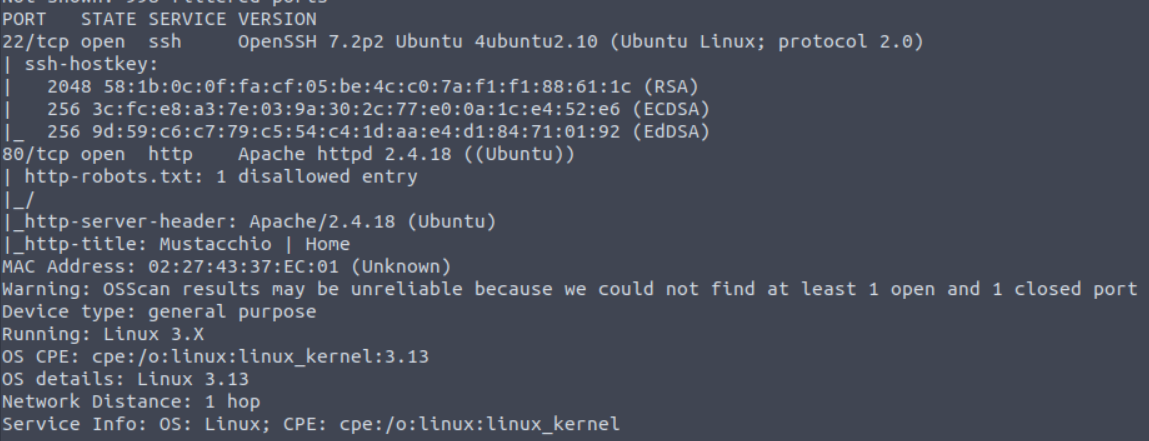 Not shown: 998 filtered ports
PORT   STATE SERVICE VERSION
22/tcp open  ssh     OpenSSH 7.2p2 Ubuntu 4ubuntu2.10 (Ubuntu Linux; protocol 2.0)
| ssh-hostkey:
|   2048 58:1b:0c:0f:fa:cf:05:be:4c:c0:7a:f1:f1:88:61:1c (RSA)
|   256 3c:fc:e8:a3:7e:03:9a:30:2c:77:e0:0a:1c:e4:52:e6 (ECDSA)
|_  256 9d:59:c6:c7:79:c5:54:c4:1d:aa:e4:d1:84:71:01:92 (EdDSA)
80/tcp open  http    Apache httpd 2.4.18 ((Ubuntu))
| http-robots.txt: 1 disallowed entry
|_/
|_http-server-header: Apache/2.4.18 (Ubuntu)
|_http-title: Mustacchio | Home
MAC Address: 02:27:43:37:EC:01 (Unknown)
Warning: OSScan results may be unreliable because we could not find at least 1 open and 1 closed port
Device type: general purpose
Running: Linux 3.X
OS CPE: cpe:/o:linux:linux_kernel:3.13
OS details: Linux 3.13
Network Distance: 1 hop
Service Info: OS: Linux; CPE: cpe:/o:linux:linux_kernel